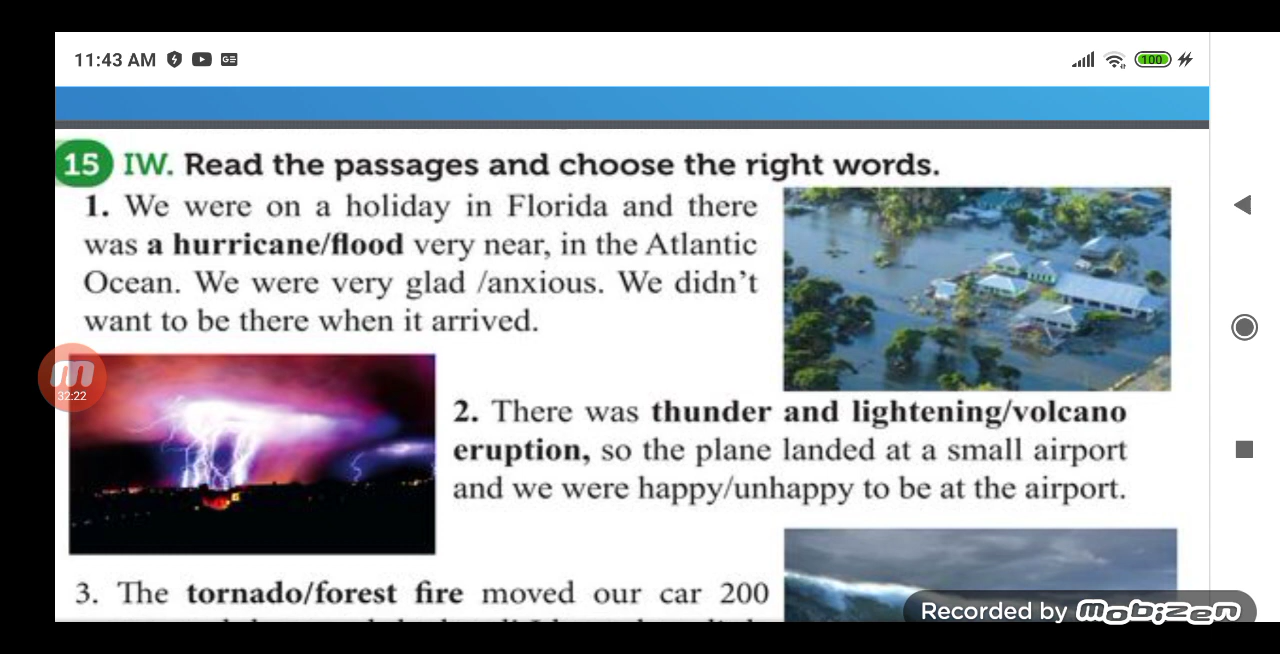 11:43 AM
100
15 IW. Read the passages and choose the right words.
1. We were on a holiday in Florida and there
was a hurricane/flood very near, in the Atlantic
Ocean. We were very glad /anxious. We didn't
want to be there when it arrived.
32:22
2. There was thunder and lightening/volcano
eruption, so the plane landed at a small airport
and we were happy/unhappy to be at the airport.
3. The tornado/forest fire moved our car 200
Recorded by mobizen